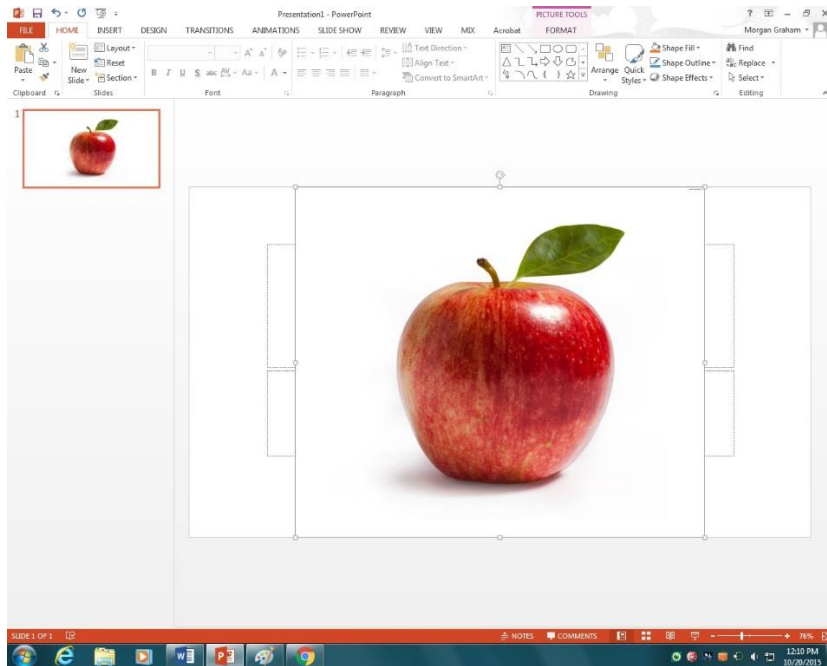 Presentation1 - PowerPoint
PICTURE TOOLS
FILE HOME INSERT DESIGN TRANSITIONS ANIMATIONS SLIDE SHOW REVIEW VIEW MIX Acrobat FORMAT Morgan Graham
Paste
New Slide
Layout
Reset
Section
B I U S abc AV Aa A
Text Direction
Align Text
Convert to SmartArt
Arrange
Quick Styles
Shape Fill
Shape Outline
Shape Effects
Find
Replace
Select
Clipboard Slides Font Paragraph Drawing Editing
1
SLIDE 1 OF 1 NOTES COMMENTS 76%
12:10 PM
10/20/2015